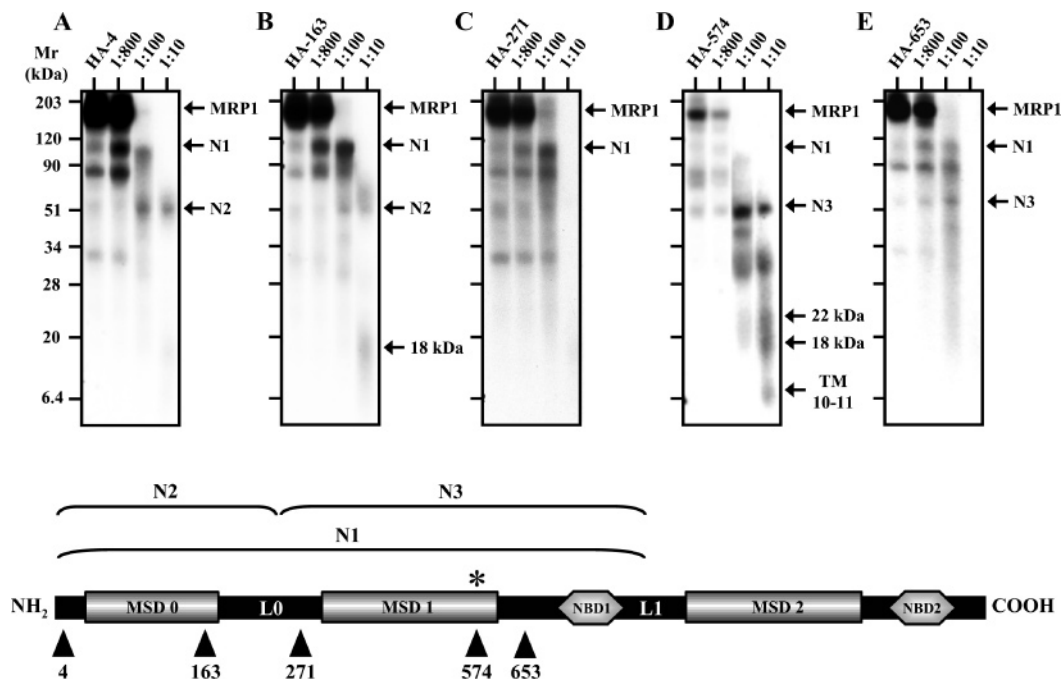 A B C D E
Mr
(kDa)
HA-4 1:800 1:100 1:10
HA-163 1:800 1:100 1:10
HA-271 1:800 1:100 1:10
HA-574 1:800 1:100 1:10
HA-653 1:800 1:100 1:10
203
120
90
51
34
28
20
6.4
MRP1
N1
N2
MRP1
N1
N2
18 kDa
MRP1
N1
MRP1
N1
N3
22 kDa
18 kDa
TM
10-11
MRP1
N1
N3
N2 N3
N1
*
NH2 MSD 0 L0 MSD 1 NBD1 L1 MSD 2 NBD2 COOH
4 163 271 574 653